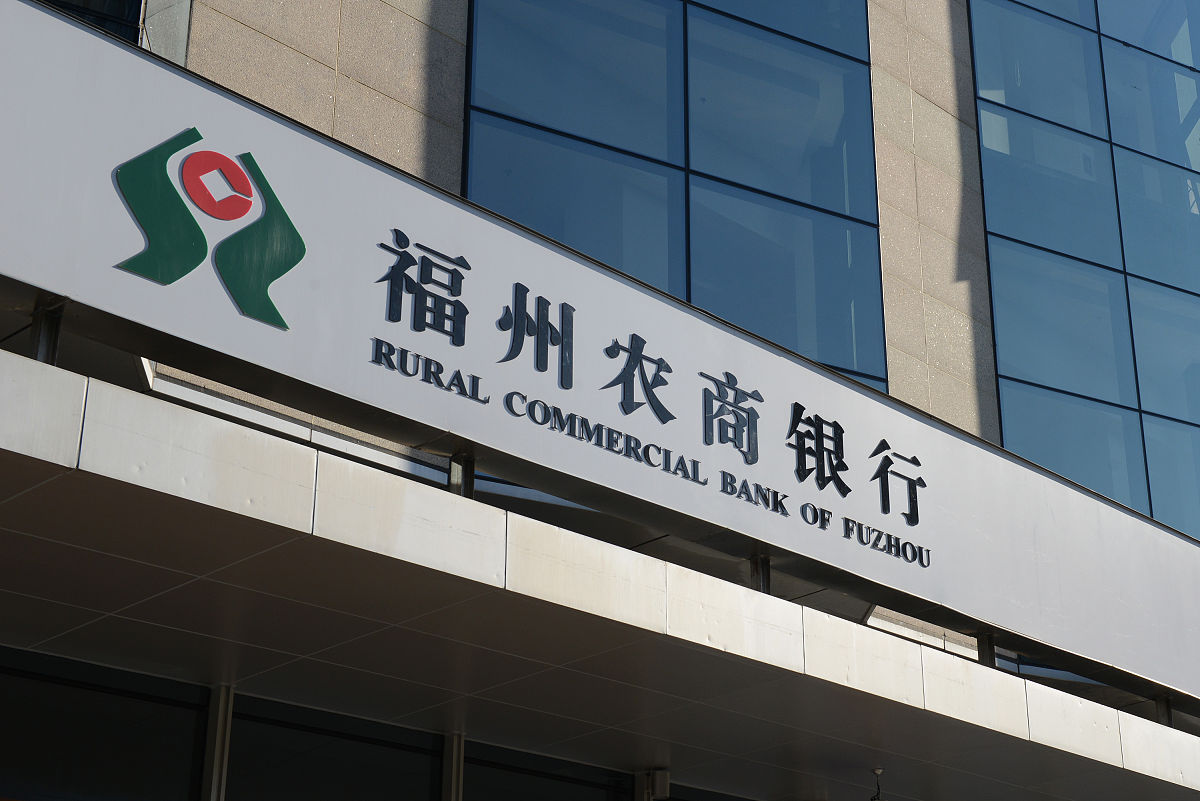 福州农商银行
RURAL COMMERCIAL BANK OF FUZHOU